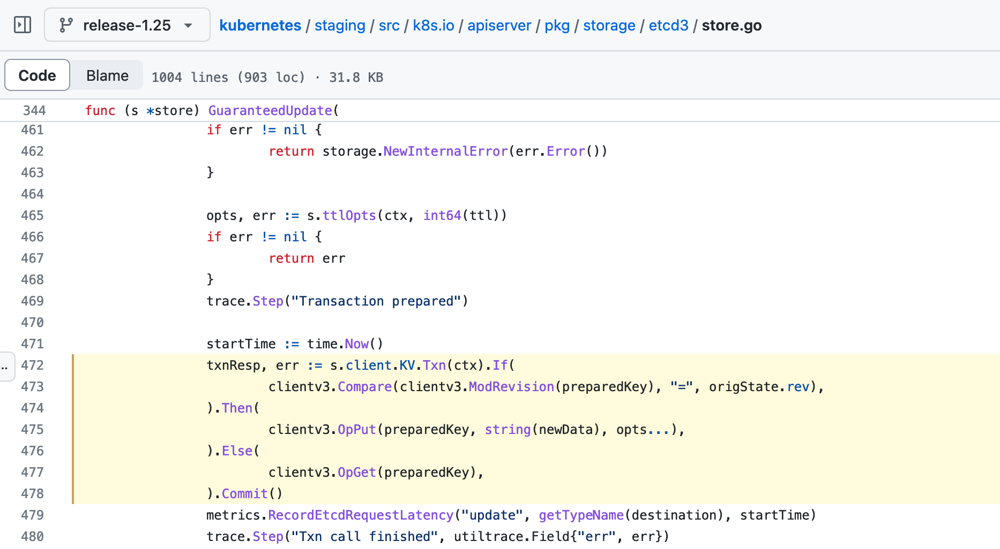 release-1.25 kubernetes / staging / src / k8s.io / apiserver / pkg / storage / etcd3 / store.go
Code Blame 1004 lines (903 loc) · 31.8 KB
344 func (s *store) GuaranteedUpdate(
461 if err != nil {
462 return storage.NewInternalError(err.Error())
463 }
464
465 opts, err := s.ttlOpts(ctx, int64(ttl))
466 if err != nil {
467 return err
468 }
469 trace.Step("Transaction prepared")
470
471 startTime := time.Now()
... 472 txnResp, err := s.client.KV.Txn(ctx).If(
473 clientv3.Compare(clientv3.ModRevision(preparedKey), "=", origState.rev),
474 ).Then(
475 clientv3.OpPut(preparedKey, string(newData), opts...),
476 ).Else(
477 clientv3.OpGet(preparedKey),
478 ).Commit()
479 metrics.RecordEtcdRequestLatency("update", getTypeName(destination), startTime)
480 trace.Step("Txn call finished", utiltrace.Field{"err", err})